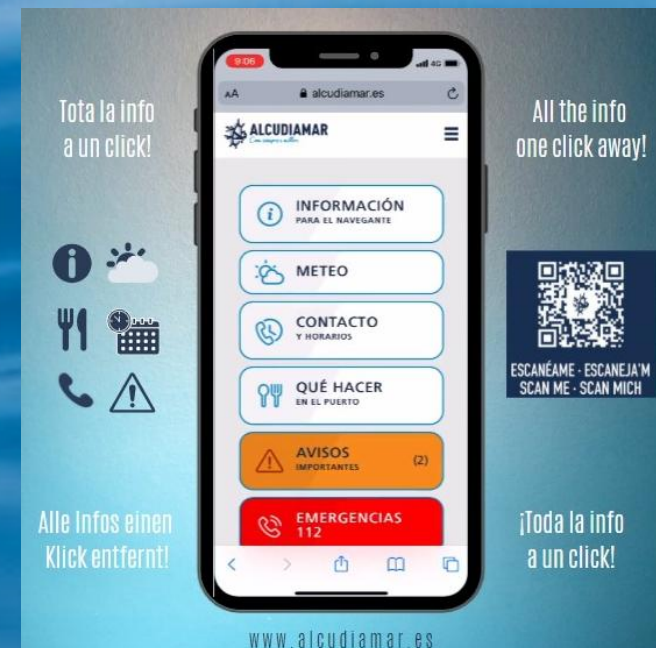 Tota la info
a un click!
All the info
one click away!
9:06
4G
AA
alcudiamar.es
ALCUDIAMAR
INFORMACIÓN
PARA EL NAVEGANTE
METEO
CONTACTO
Y HORARIOS
QUÉ HACER
EN EL PUERTO
AVISOS
IMPORTANTES
(2)
EMERGENCIAS
112
ESCANÉAME · ESCANEJA'M
SCAN ME · SCAN MICH
Alle Infos einen
Klick entfernt!
¡Toda la info
a un click!
www.alcudiamar.es